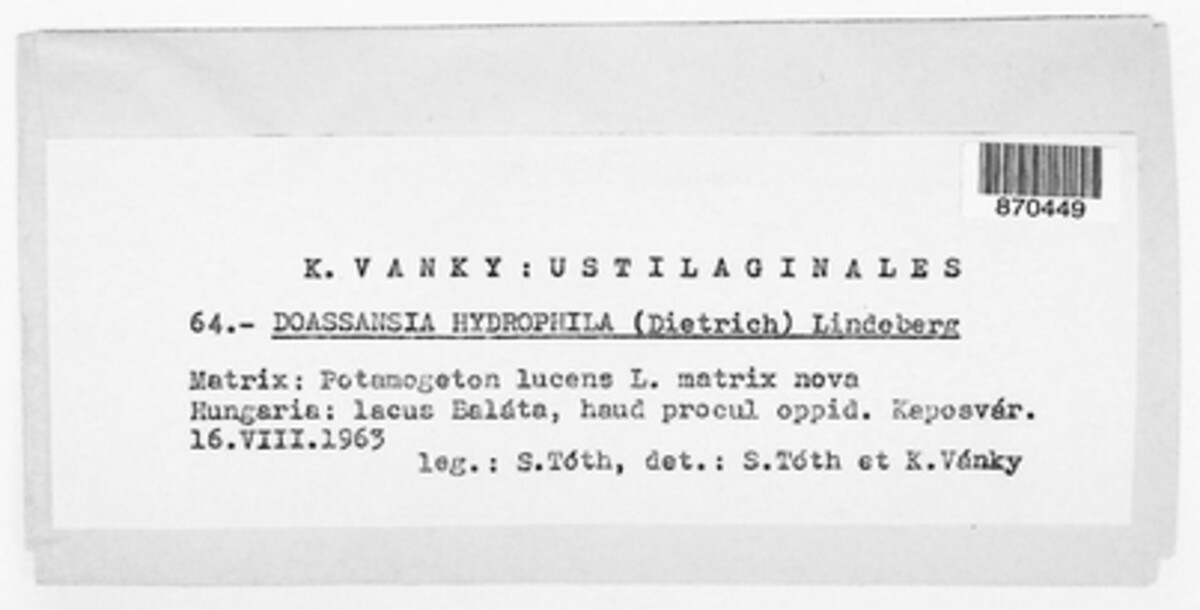 870449
K. VANKY: USTILAGINALES
64.- DOASSANSIA HYDROPHILA (Dietrich) Lindeberg
Matrix: Potamogeton lucens L. matrix nova
Hungaria: lacus Baláta, haud procul oppid. Kaposvár.
16.VIII.1963
leg.: S.Tóth, det.: S.Tóth et K.Vánky